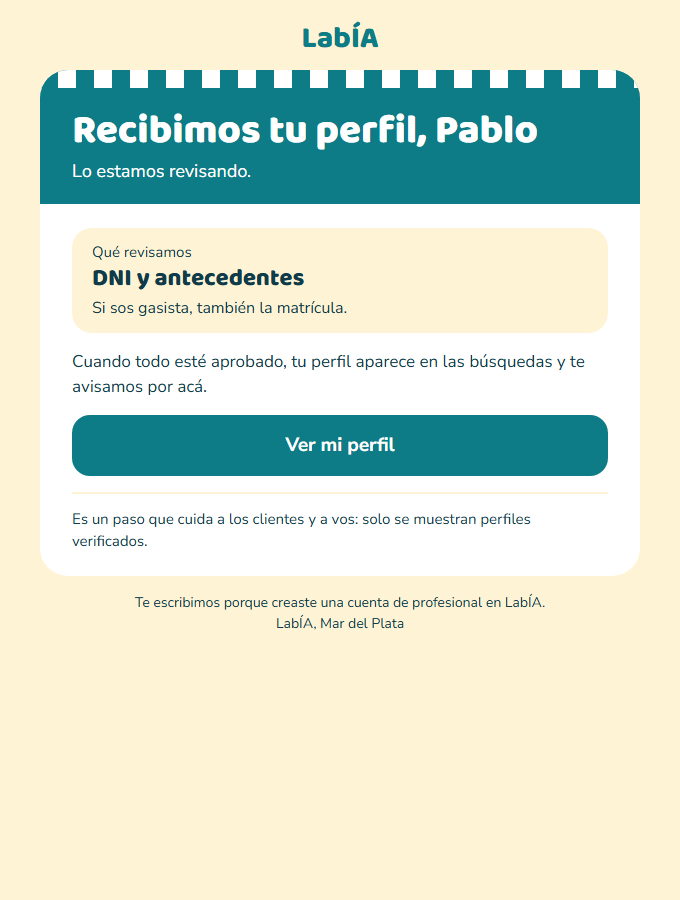 LabÍA
Recibimos tu perfil, Pablo
Lo estamos revisando.
Qué revisamos
DNI y antecedentes
Si sos gasista, también la matrícula.
Cuando todo esté aprobado, tu perfil aparece en las búsquedas y te
avisamos por acá.
Ver mi perfil
Es un paso que cuida a los clientes y a vos: solo se muestran perfiles
verificados.
Te escribimos porque creaste una cuenta de profesional en LabÍA.
LabÍA, Mar del Plata